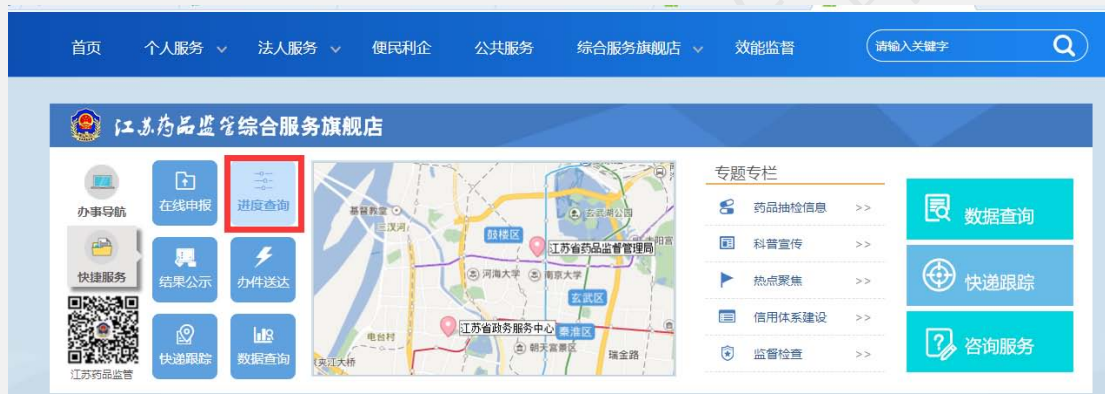 首页 个人服务 法人服务 便民利企 公共服务 综合服务旗舰店 效能监督 请输入关键字
江苏药品监管综合服务旗舰店
办事导航
快捷服务
江苏药品监管
在线申报 进度查询
结果公示 办件送达
快递跟踪 数据查询
基督教堂
三汊河
玄武湖公园
鼓楼区
江苏省药品监督管理局
河海大学 南京大学
玄武区
江苏省政务服务中心 秦淮区
电台村
朝天宫景区
瑞金路
夹江大桥
专题专栏
药品抽检信息 >>
科普宣传 >>
热点聚焦 >>
信用体系建设 >>
监督检查 >>
数据查询
快递跟踪
咨询服务